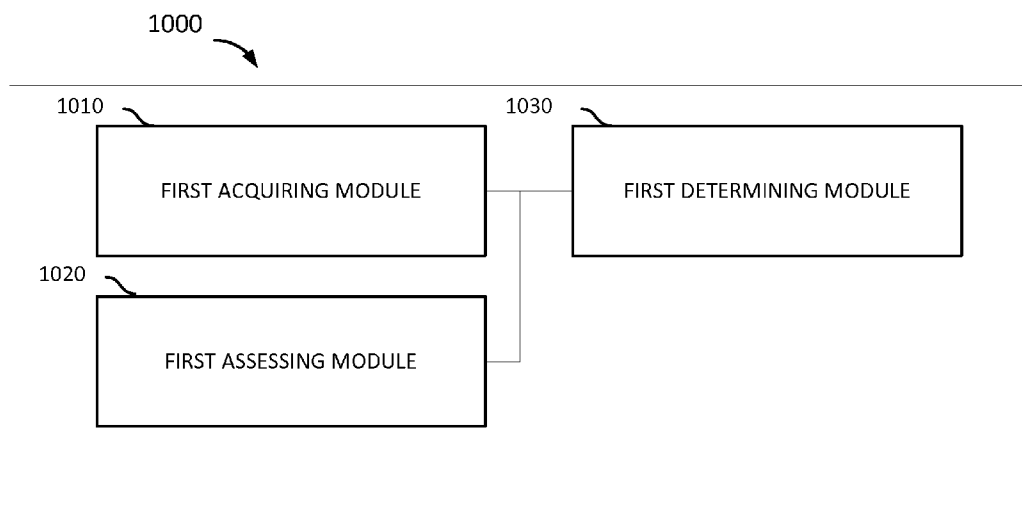 1000
1010
1030
FIRST ACQUIRING MODULE
FIRST DETERMINING MODULE
1020
FIRST ASSESSING MODULE